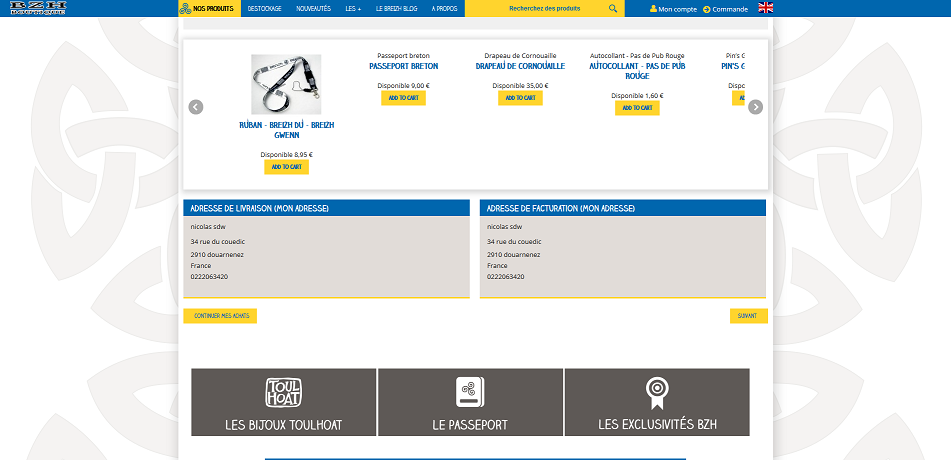 BZH
BOUTIQUE
NOS PRODUITS
DESTOCKAGE
NOUVEAUTÉS
LES +
LE BREIZH BLOG
A PROPOS
Recherchez des produits
Mon compte
Commande
RUBAN - BREIZH DU - BREIZH
GWENN
Disponible 8,95 €
ADD TO CART
Passeport breton
PASSEPORT BRETON
Disponible 9,00 €
ADD TO CART
Drapeau de Cornouaille
DRAPEAU DE CORNOUAILLE
Disponible 35,00 €
ADD TO CART
Autocollant - Pas de Pub Rouge
AUTOCOLLANT - PAS DE PUB
ROUGE
Disponible 1,60 €
ADD TO CART
Pin's G
PIN'S G
Dispo
AD
ADRESSE DE LIVRAISON (MON ADRESSE)
nicolas sdw
34 rue du couedic
2910 douarnenez
France
0222063420
ADRESSE DE FACTURATION (MON ADRESSE)
nicolas sdw
34 rue du couedic
2910 douarnenez
France
0222063420
CONTINUER MES ACHATS
SUIVANT
TOUL
HOAT
LES BIJOUX TOULHOAT
LE PASSEPORT
LES EXCLUSIVITÉS BZH